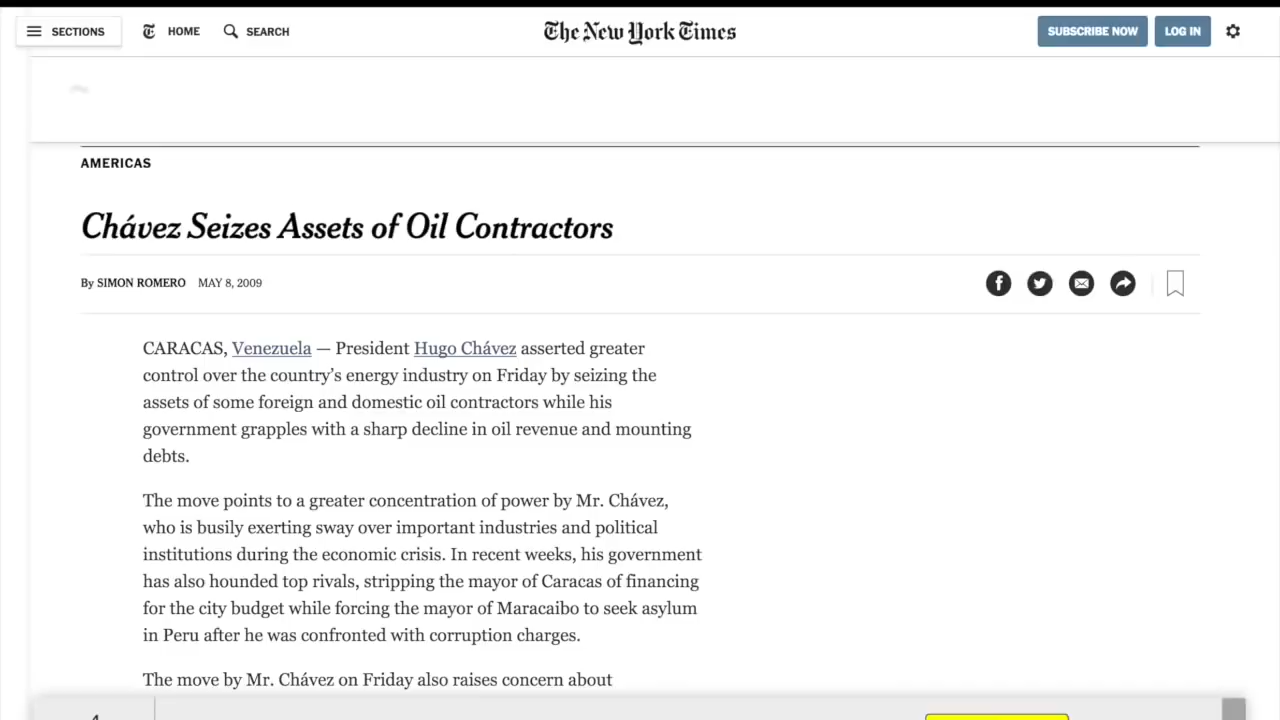 SECTIONS HOME SEARCH The New York Times SUBSCRIBE NOW LOG IN
AMERICAS
Chávez Seizes Assets of Oil Contractors
By SIMON ROMERO MAY 8, 2009
CARACAS, Venezuela — President Hugo Chávez asserted greater
control over the country’s energy industry on Friday by seizing the
assets of some foreign and domestic oil contractors while his
government grapples with a sharp decline in oil revenue and mounting
debts.
The move points to a greater concentration of power by Mr. Chávez,
who is busily exerting sway over important industries and political
institutions during the economic crisis. In recent weeks, his government
has also hounded top rivals, stripping the mayor of Caracas of financing
for the city budget while forcing the mayor of Maracaibo to seek asylum
in Peru after he was confronted with corruption charges.
The move by Mr. Chávez on Friday also raises concern about